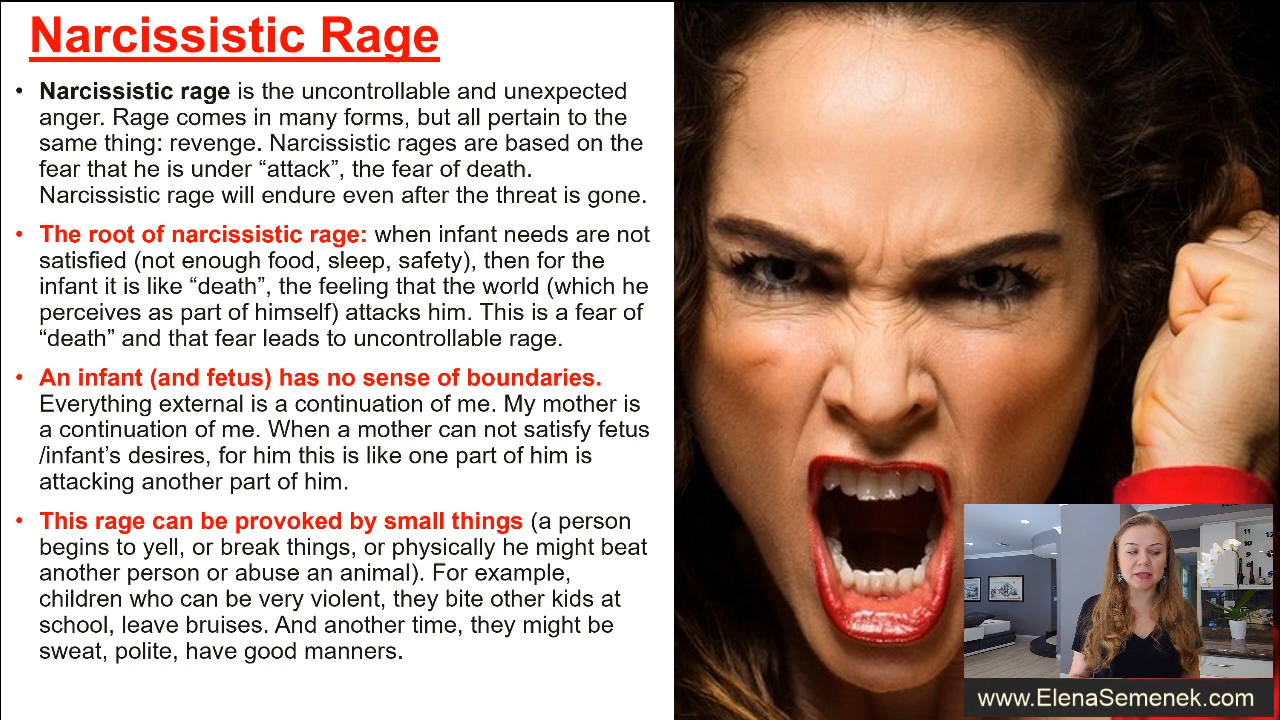 Narcissistic Rage
• Narcissistic rage is the uncontrollable and unexpected
anger. Rage comes in many forms, but all pertain to the
same thing: revenge. Narcissistic rages are based on the
fear that he is under “attack”, the fear of death.
Narcissistic rage will endure even after the threat is gone.
• The root of narcissistic rage: when infant needs are not
satisfied (not enough food, sleep, safety), then for the
infant it is like “death”, the feeling that the world (which he
perceives as part of himself) attacks him. This is a fear of
“death” and that fear leads to uncontrollable rage.
• An infant (and fetus) has no sense of boundaries.
Everything external is a continuation of me. My mother is
a continuation of me. When a mother can not satisfy fetus
/infant’s desires, for him this is like one part of him is
attacking another part of him.
• This rage can be provoked by small things (a person
begins to yell, or break things, or physically he might beat
another person or abuse an animal). For example,
children who can be very violent, they bite other kids at
school, leave bruises. And another time, they might be
sweat, polite, have good manners.
www.ElenaSemenek.com